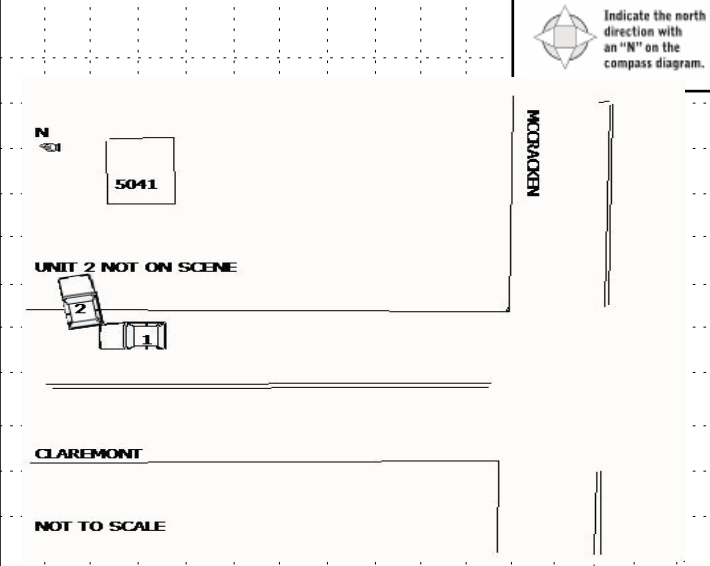 Indicate the north
direction with
an “N” on the
compass diagram.
N
MCCRACKEN
5041
UNIT 2 NOT ON SCENE
2
1
CLAREMONT
NOT TO SCALE